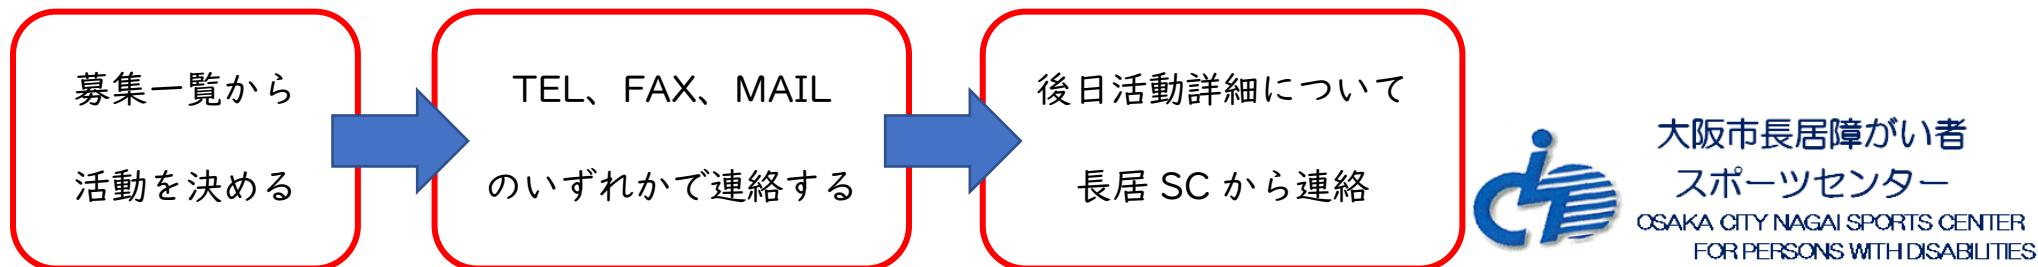 募集一覧から
活動を決める
TEL、FAX、MAIL
のいずれかで連絡する
後日活動詳細について
長居 SC から連絡
大阪市長居障がい者
スポーツセンター
OSAKA CITY NAGAI SPORTS CENTER
FOR PERSONS WITH DISABILITIES